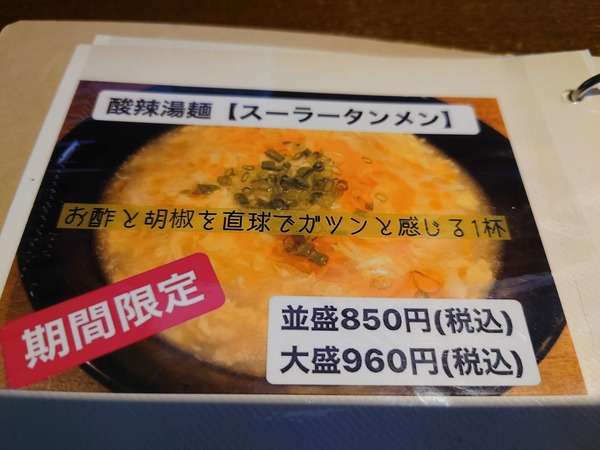 酸辣湯麺【スーラータンメン】
お酢と胡椒を直球でガツンと感じる1杯
期間限定
並盛850円(税込)
大盛960円(税込)